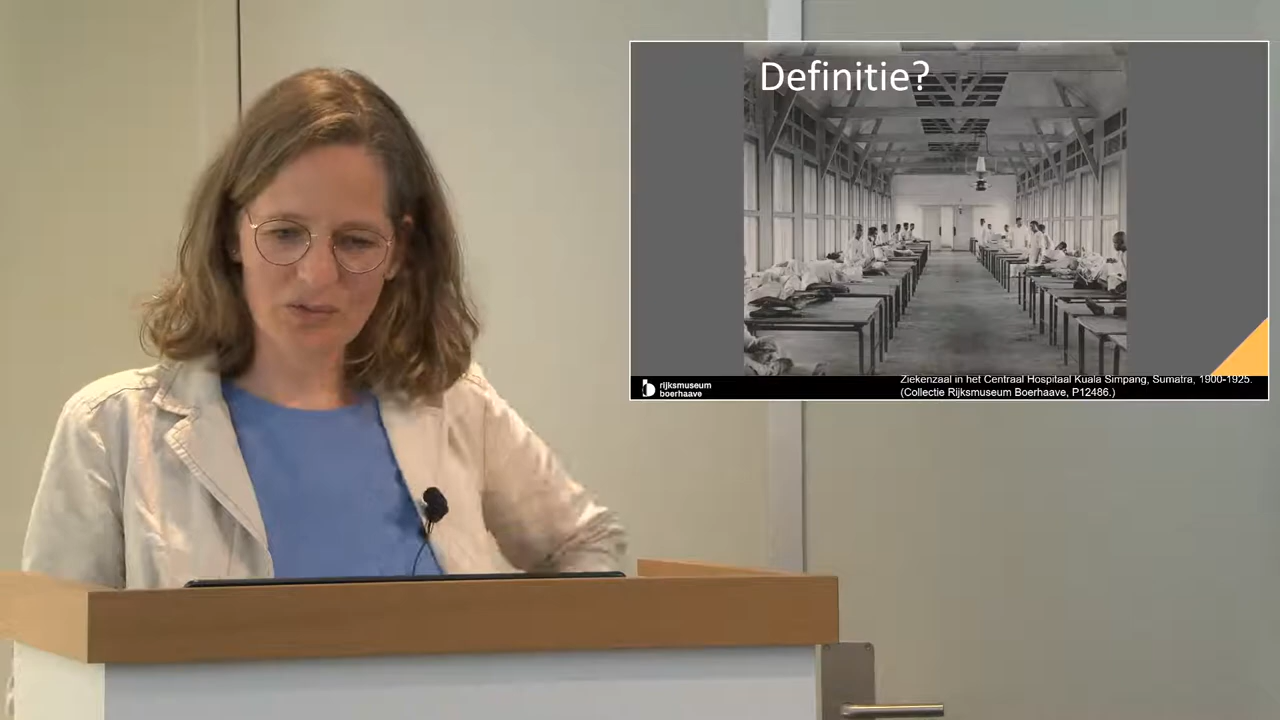 Definitie?
Ziekenzaal in het Centraal Hospitaal Kuala Simpang, Sumatra, 1900-1925.
(Collectie Rijksmuseum Boerhaave, P12486.)
rijksmuseum
boerhaave